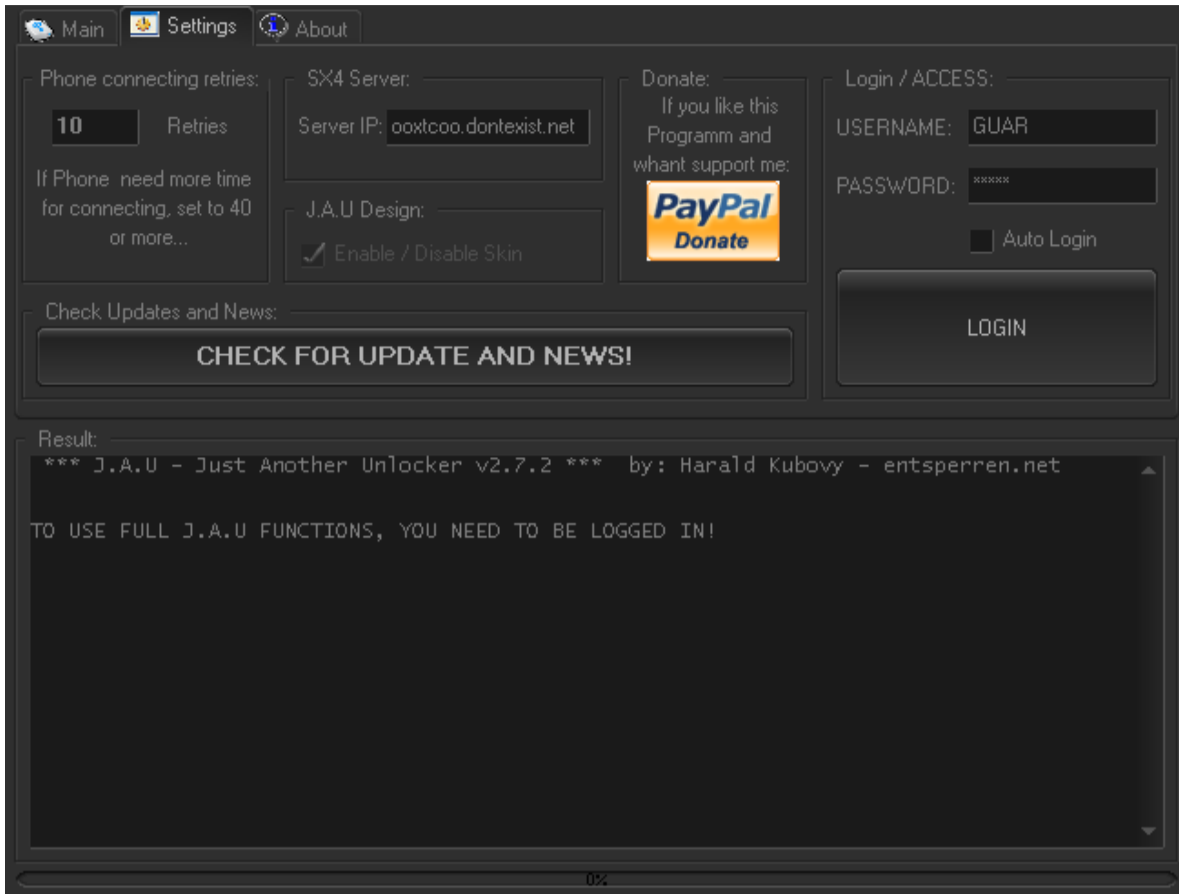 Main
Settings
About
Phone connecting retries:
10
Retries
If Phone need more time
for connecting, set to 40
or more...
SX4 Server:
Server IP: ooxtcoo.dontexist.net
J.A.U Design:
Enable / Disable Skin
Donate:
If you like this
Programm and
whant support me:
PayPal
Donate
Login / ACCESS:
USERNAME: GUAR
PASSWORD: *****
Auto Login
LOGIN
Check Updates and News:
CHECK FOR UPDATE AND NEWS!
Result:
*** J.A.U - Just Another Unlocker v2.7.2 *** by: Harald Kubovy - entsperren.net
TO USE FULL J.A.U FUNCTIONS, YOU NEED TO BE LOGGED IN!
0%